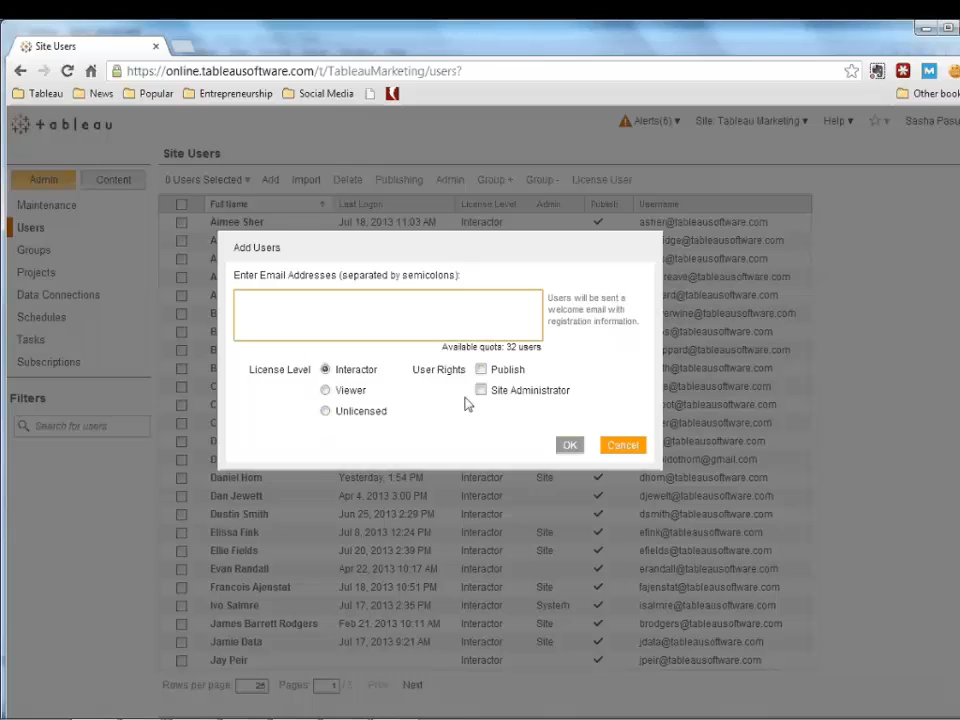 Site Users
https://online.tableausoftware.com/t/TableauMarketing/users?
Tableau News Popular Entrepreneurship Social Media Other book
+ableau Alerts(6) Site: Tableau Marketing Help Sasha Pasu
Site Users
Admin Content
0 Users Selected Add Import Delete Publishing Admin Group + Group - License User
Full Name Last Logon License Level Admin Publish Username
Maintenance
Users
Groups
Projects
Data Connections
Schedules
Tasks
Subscriptions
Filters
Search for users
Aimee Sher Jul 18, 2013 11:03 AM Interactor asher@tableausoftware.com
Add Users
Enter Email Addresses (separated by semicolons):
Users will be sent a
welcome email with
registration information.
Available quota: 32 users
License Level Interactor User Rights Publish
Viewer Site Administrator
Unlicensed
OK Cancel
Daniel Hom Yesterday, 1:54 PM Interactor Site dhom@tableausoftware.com
Dan Jewett Apr 4, 2013 3:00 PM Interactor djewett@tableausoftware.com
Dustin Smith Jun 25, 2013 2:29 PM Interactor dsmith@tableausoftware.com
Elissa Fink Jul 8, 2013 12:24 PM Interactor Site efink@tableausoftware.com
Ellie Fields Jul 20, 2013 2:39 PM Interactor Site efields@tableausoftware.com
Evan Randall Apr 22, 2013 10:17 AM Interactor erandall@tableausoftware.com
Francois Ajenstat Jul 18, 2013 10:51 PM Interactor Site fajenstat@tableausoftware.com
Ivo Salmre Jul 17, 2013 2:35 PM Interactor System isalmre@tableausoftware.com
James Barrett Rodgers Feb 21, 2013 10:11 AM Interactor Site brodgers@tableausoftware.com
Jamie Data Jul 17, 2013 9:21 AM Interactor Site jdata@tableausoftware.com
Jay Peir Interactor jpeir@tableausoftware.com
Rows per page: 25 Pages: 1 / 5 Prev Next